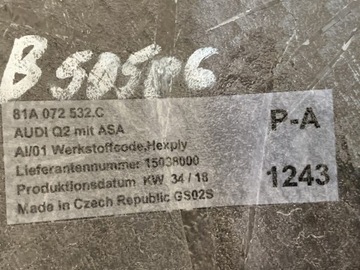 B50506
81A 072 532.C
AUDI Q2 mit ASA
P-A
AI/01 Werkstoffcode,Hexply
Lieferantennummer 15038000
Produktionsdatum KW 34/18
1243
Made in Czech Republic GS02S